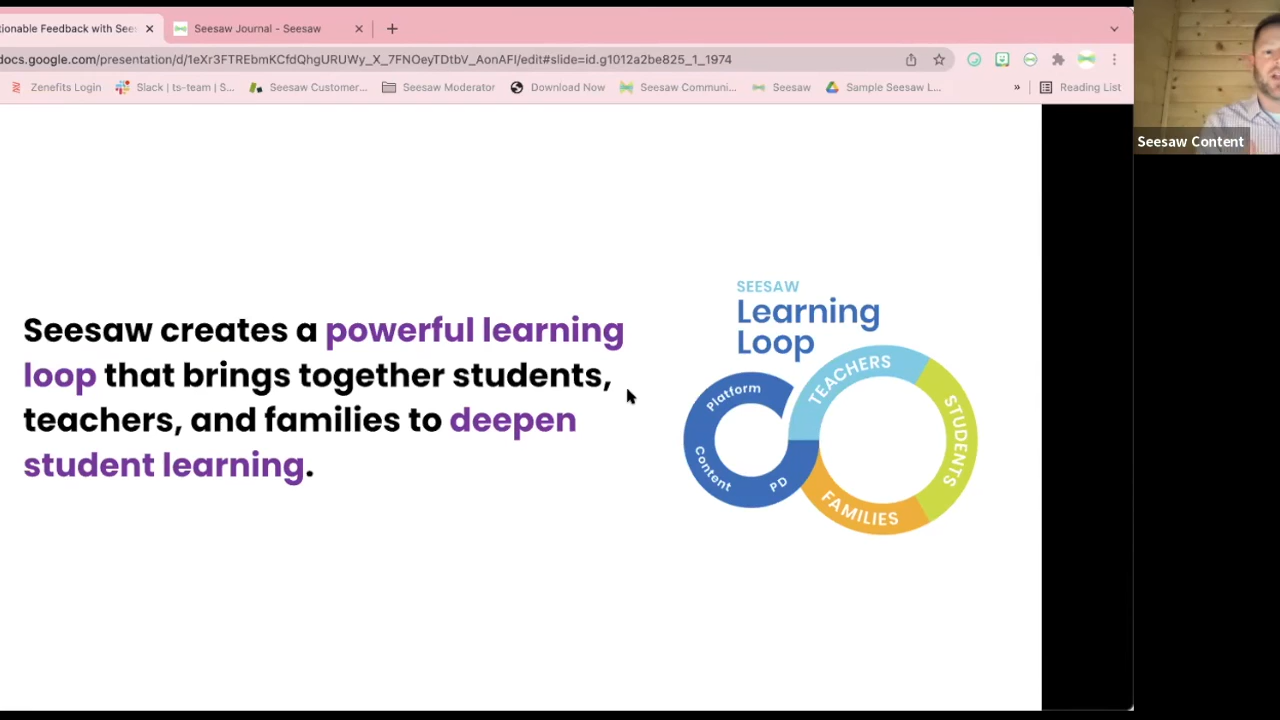 tionable Feedback with See
Seesaw Journal - Seesaw
docs.google.com/presentation/d/1eXr3FTREbmKCfdQhgURUWy_X_7FNOeyTDtbV_AonAFI/edit#slide=id.g1012a2be825_1_1974
Zenefits Login
Slack | ts-team | S...
Seesaw Customer...
Seesaw Moderator
Download Now
Seesaw Communi...
Seesaw
Sample Seesaw L...
»
Reading List
Seesaw Content
Seesaw creates a powerful learning
loop that brings together students,
teachers, and families to deepen
student learning.
SEESAW
Learning
Loop
Platform
Content
PD
TEACHERS
STUDENTS
FAMILIES